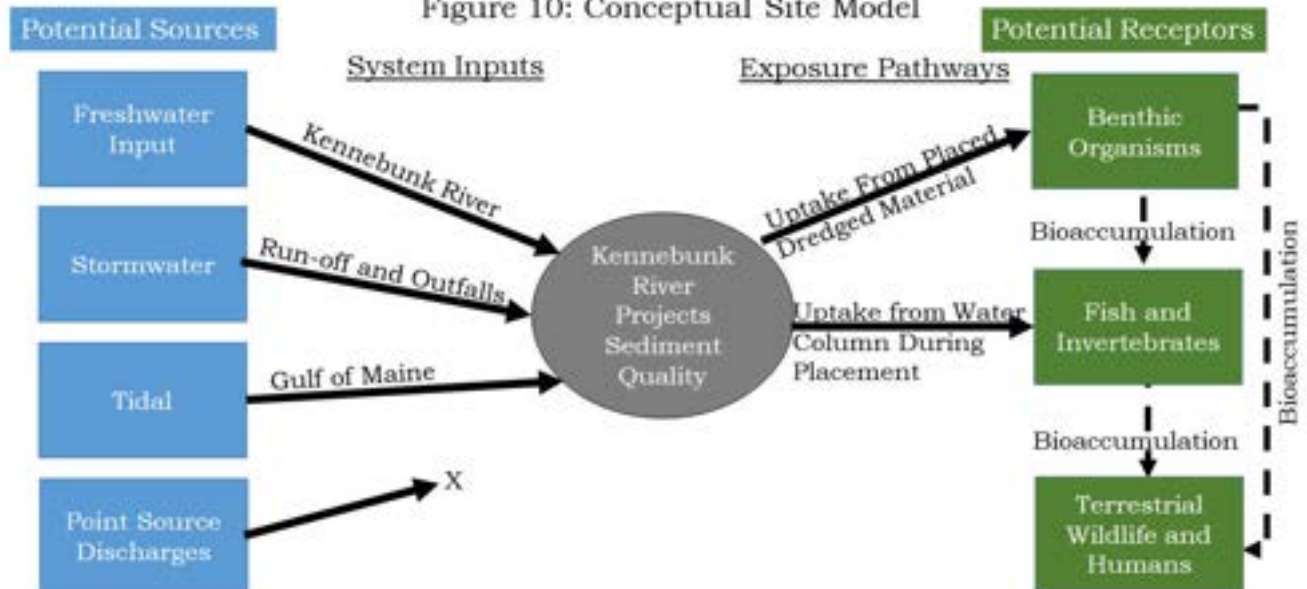 Figure 10: Conceptual Site Model
Potential Sources
System Inputs
Exposure Pathways
Potential Receptors
Freshwater
Input
Stormwater
Tidal
Point Source
Discharges
Kennebunk River
Run-off and Outfalls
Gulf of Maine
X
Kennebunk
River
Projects
Sediment
Quality
Uptake From Placed
Dredged Material
Uptake from Water
Column During
Placement
Benthic
Organisms
Bioaccumulation
Fish and
Invertebrates
Bioaccumulation
Terrestrial
Wildlife and
Humans
Bioaccumulation